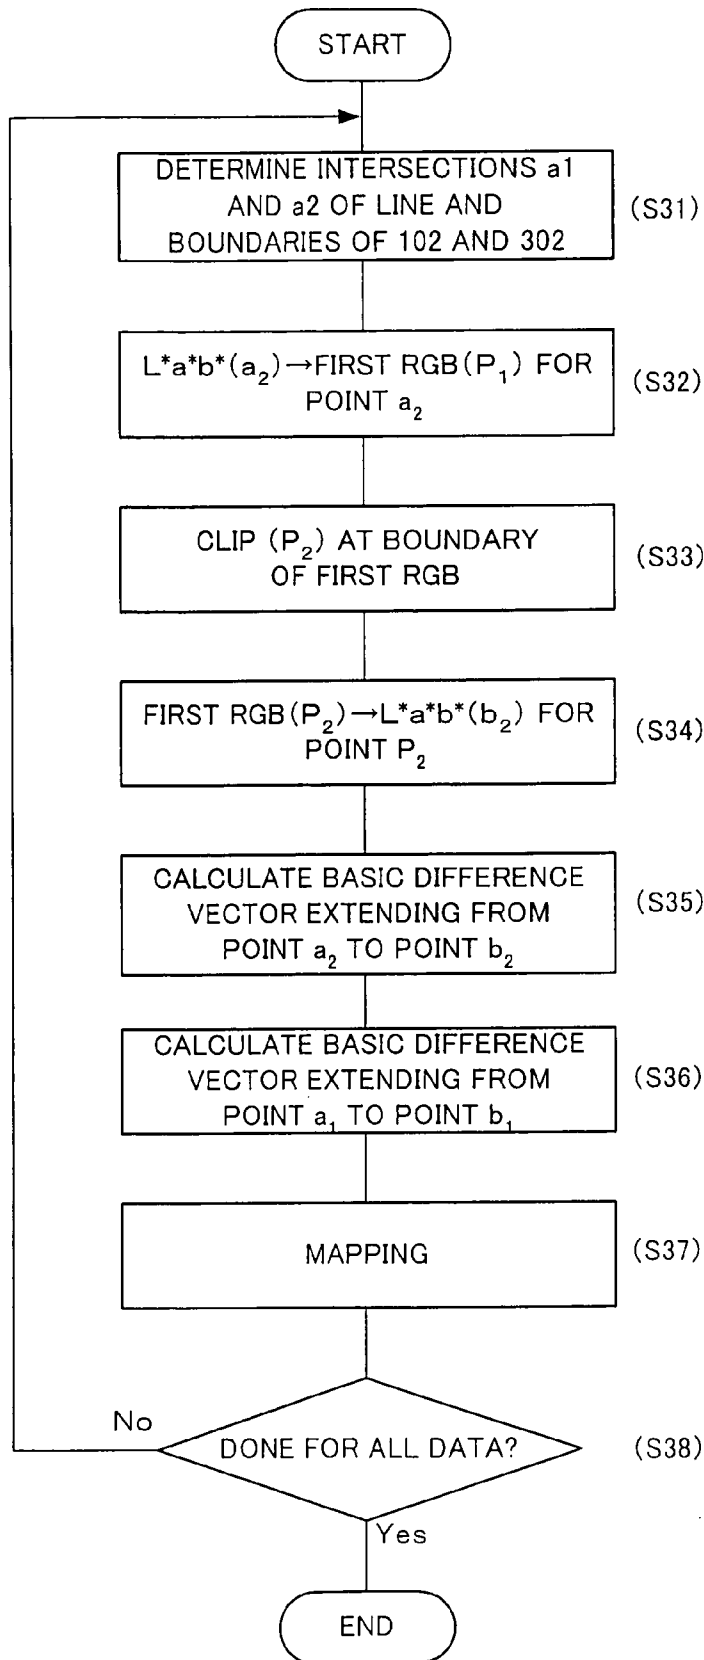 START
DETERMINE INTERSECTIONS a1
AND a2 OF LINE AND
BOUNDARIES OF 102 AND 302
(S31)
L*a*b*(a₂)→FIRST RGB(P₁) FOR
POINT a₂
(S32)
CLIP (P₂) AT BOUNDARY
OF FIRST RGB
(S33)
FIRST RGB(P₂)→L*a*b*(b₂) FOR
POINT P₂
(S34)
CALCULATE BASIC DIFFERENCE
VECTOR EXTENDING FROM
POINT a₂ TO POINT b₂
(S35)
CALCULATE BASIC DIFFERENCE
VECTOR EXTENDING FROM
POINT a₁ TO POINT b₁
(S36)
MAPPING
(S37)
No
DONE FOR ALL DATA?
(S38)
Yes
END